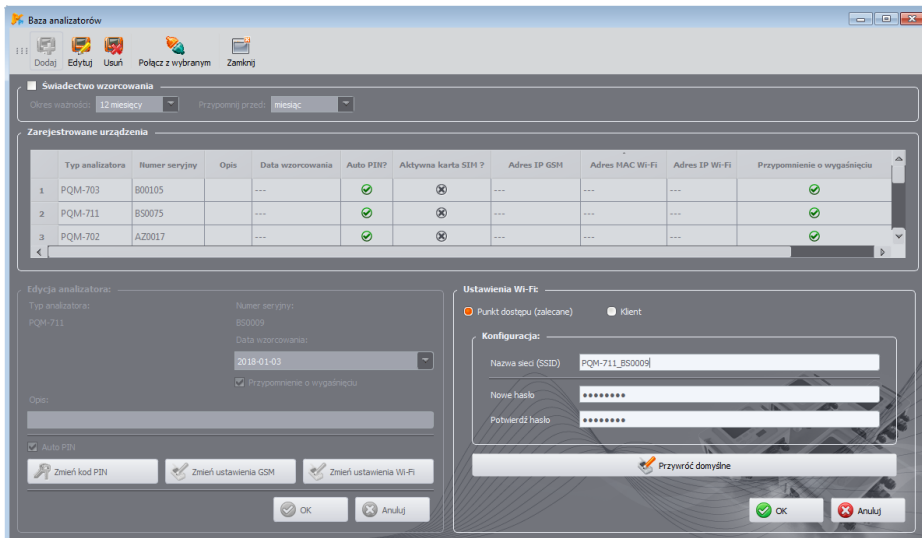 Baza analizatorów
Dodaj Edytuj Usuń Połącz z wybranym Zamknij
Świadectwo wzorcowania
Okres ważności: 12 miesięcy Przypomnij przed: miesiąc
Zarejestrowane urządzenia
Typ analizatora Numer seryjny Opis Data wzorcowania Auto PIN? Aktywna karta SIM ? Adres IP GSM Adres MAC Wi-Fi Adres IP Wi-Fi Przypomnienie o wygaśnięciu
1 PQM-703 B00105 --- --- --- --- 
2 PQM-711 BS0075 --- --- --- ---
3 PQM-702 AZ0017 --- --- --- ---
Edycja analizatora:
Typ analizatora: Numer seryjny:
PQM-711 BS0009
Data wzorcowania:
2018-01-03
Przypomnienie o wygaśnięciu
Opis:
Auto PIN
Zmień kod PIN Zmień ustawienia GSM Zmień ustawienia Wi-Fi
OK Anuluj
Ustawienia Wi-Fi:
Punkt dostępu (zalecane) Klient
Konfiguracja:
Nazwa sieci (SSID) PQM-711_BS0009
Nowe hasło ••••••••
Potwierdź hasło ••••••••
Przywróć domyślne
OK Anuluj